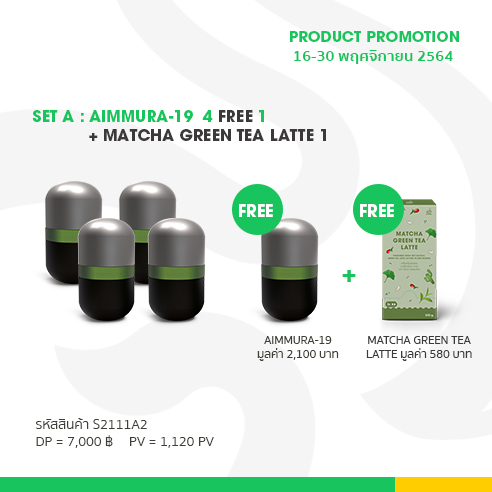 PRODUCT PROMOTION
16-30 พฤศจิกายน 2564
SET A : AIMMURA-19 4 FREE 1
+ MATCHA GREEN TEA LATTE 1
FREE
FREE
MATCHA
GREEN TEA
LATTE
+
AIMMURA-19
มูลค่า 2,100 บาท
MATCHA GREEN TEA
LATTE มูลค่า 580 บาท
รหัสสินค้า S2111A2
DP = 7,000 ฿ PV = 1,120 PV